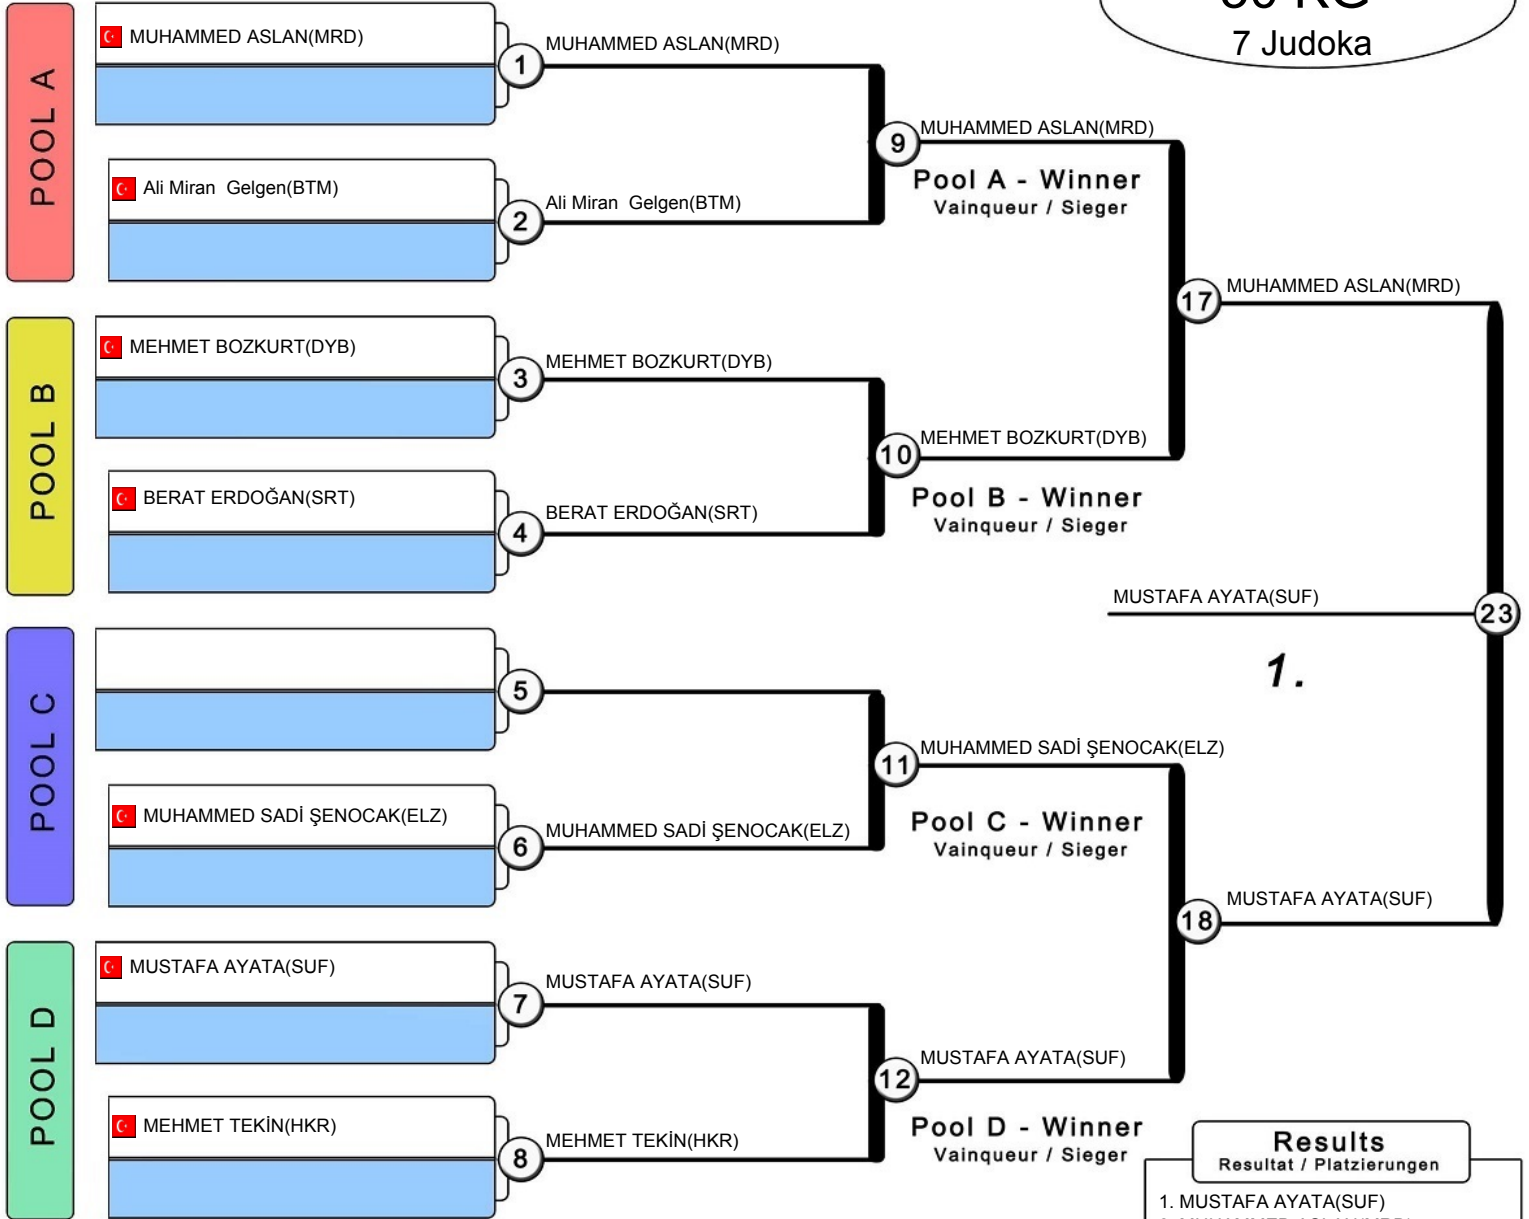 7 Judoka
POOL A
MUHAMMED ASLAN(MRD)
1
MUHAMMED ASLAN(MRD)
Ali Miran Gelgen(BTM)
2
Ali Miran Gelgen(BTM)
9
MUHAMMED ASLAN(MRD)
Pool A - Winner
Vainqueur / Sieger
17
MUHAMMED ASLAN(MRD)
POOL B
MEHMET BOZKURT(DYB)
3
MEHMET BOZKURT(DYB)
BERAT ERDOĞAN(SRT)
4
BERAT ERDOĞAN(SRT)
10
MEHMET BOZKURT(DYB)
Pool B - Winner
Vainqueur / Sieger
MUSTAFA AYATA(SUF)
23
1.
POOL C
5
MUHAMMED SADİ ŞENOCAK(ELZ)
6
MUHAMMED SADİ ŞENOCAK(ELZ)
11
MUHAMMED SADİ ŞENOCAK(ELZ)
Pool C - Winner
Vainqueur / Sieger
18
MUSTAFA AYATA(SUF)
POOL D
MUSTAFA AYATA(SUF)
7
MUSTAFA AYATA(SUF)
MEHMET TEKİN(HKR)
8
MEHMET TEKİN(HKR)
12
MUSTAFA AYATA(SUF)
Pool D - Winner
Vainqueur / Sieger
Results
Resultat / Platzierungen
1. MUSTAFA AYATA(SUF)